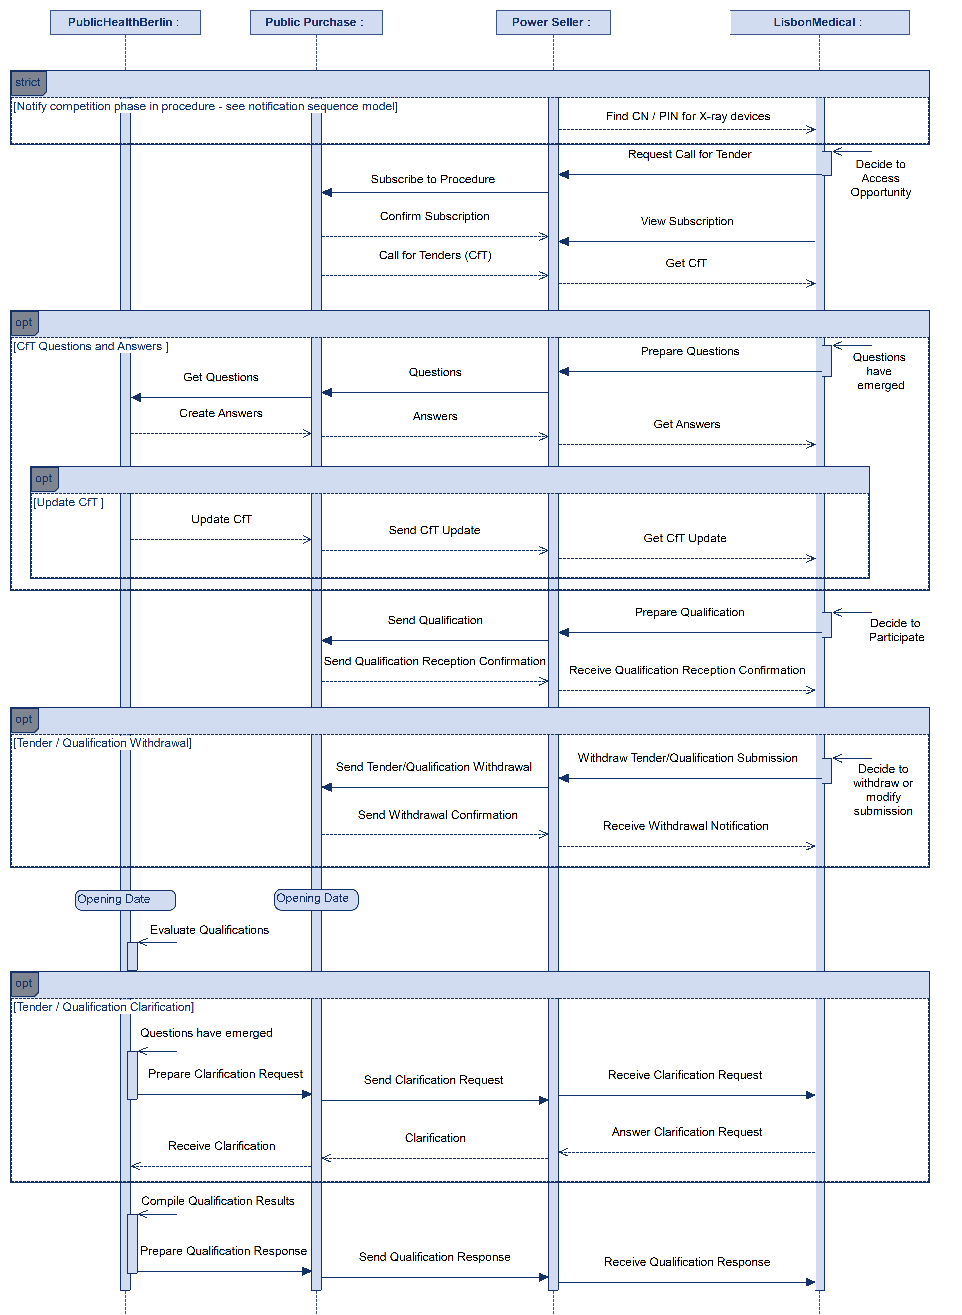 PublicHealthBerlin :
Public Purchase :
Power Seller :
LisbonMedical :
strict
[Notify competition phase in procedure - see notification sequence model]
Find CN / PIN for X-ray devices
Request Call for Tender
Decide to
Access
Opportunity
Subscribe to Procedure
Confirm Subscription
View Subscription
Call for Tenders (CfT)
Get CfT
opt
[CfT Questions and Answers ]
Prepare Questions
Questions
have
emerged
Questions
Get Questions
Create Answers
Answers
Get Answers
opt
[Update CfT ]
Update CfT
Send CfT Update
Get CfT Update
Prepare Qualification
Decide to
Participate
Send Qualification
Send Qualification Reception Confirmation
Receive Qualification Reception Confirmation
opt
[Tender / Qualification Withdrawal]
Withdraw Tender/Qualification Submission
Decide to
withdraw or
modify
submission
Send Tender/Qualification Withdrawal
Send Withdrawal Confirmation
Receive Withdrawal Notification
Opening Date
Opening Date
Evaluate Qualifications
opt
[Tender / Qualification Clarification]
Questions have emerged
Prepare Clarification Request
Send Clarification Request
Receive Clarification Request
Answer Clarification Request
Clarification
Receive Clarification
Compile Qualification Results
Prepare Qualification Response
Send Qualification Response
Receive Qualification Response